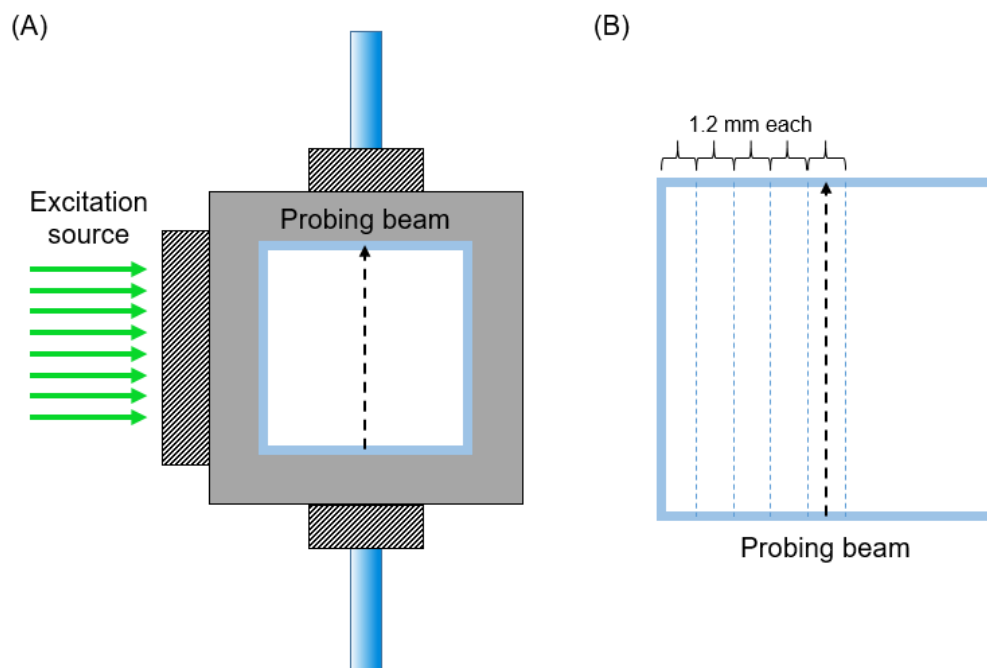 (A)
Excitation
source
Probing beam
(B)
1.2 mm each
Probing beam